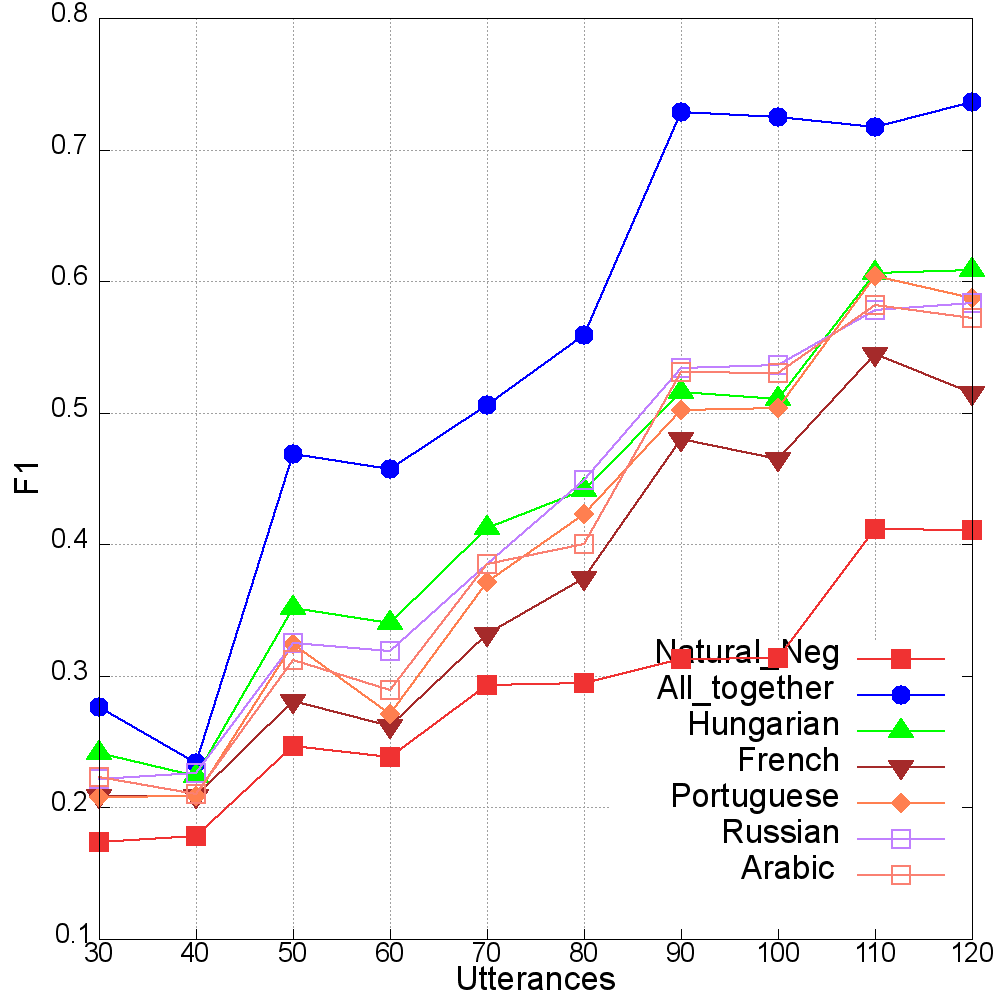 0.8
0.7
0.6
0.5
0.4
0.3
0.2
0.1
F1
Natural_Neg
All_together
Hungarian
French
Portuguese
Russian
Arabic
30 40 50 60 70 80 90 100 110 120
Utterances